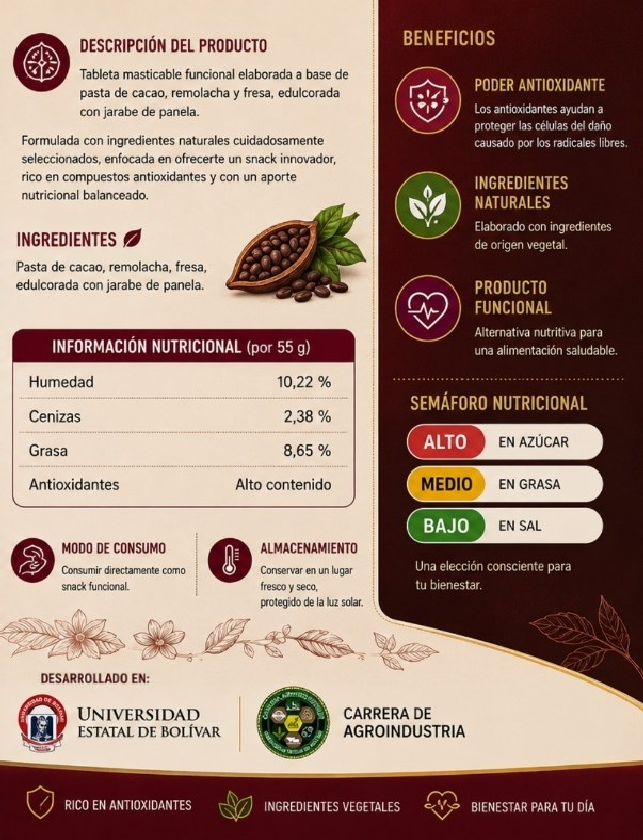 DESCRIPCIÓN DEL PRODUCTO
Tableta masticable funcional elaborada a base de
pasta de cacao, remolacha y fresa, edulcorada
con jarabe de panela.
Formulada con ingredientes naturales cuidadosamente
seleccionados, enfocada en ofrecerte un snack innovador,
rico en compuestos antioxidantes y con un aporte
nutricional balanceado.
INGREDIENTES
Pasta de cacao, remolacha, fresa,
edulcorada con jarabe de panela.
INFORMACIÓN NUTRICIONAL (por 55 g)
Humedad 10,22 %
Cenizas 2,38 %
Grasa 8,65 %
Antioxidantes Alto contenido
MODO DE CONSUMO
Consumir directamente como
snack funcional.
ALMACENAMIENTO
Conservar en un lugar
fresco y seco,
protegido de la luz solar.
BENEFICIOS
PODER ANTIOXIDANTE
Los antioxidantes ayudan a
proteger las células del daño
causado por los radicales libres.
INGREDIENTES
NATURALES
Elaborado con ingredientes
de origen vegetal.
PRODUCTO
FUNCIONAL
Alternativa nutritiva para
una alimentación saludable.
SEMÁFORO NUTRICIONAL
ALTO EN AZÚCAR
MEDIO EN GRASA
BAJO EN SAL
Una elección consciente para
tu bienestar.
DESARROLLADO EN:
UNIVERSIDAD
ESTATAL DE BOLÍVAR
CARRERA DE
AGROINDUSTRIA
RICO EN ANTIOXIDANTES
INGREDIENTES VEGETALES
BIENESTAR PARA TU DÍA